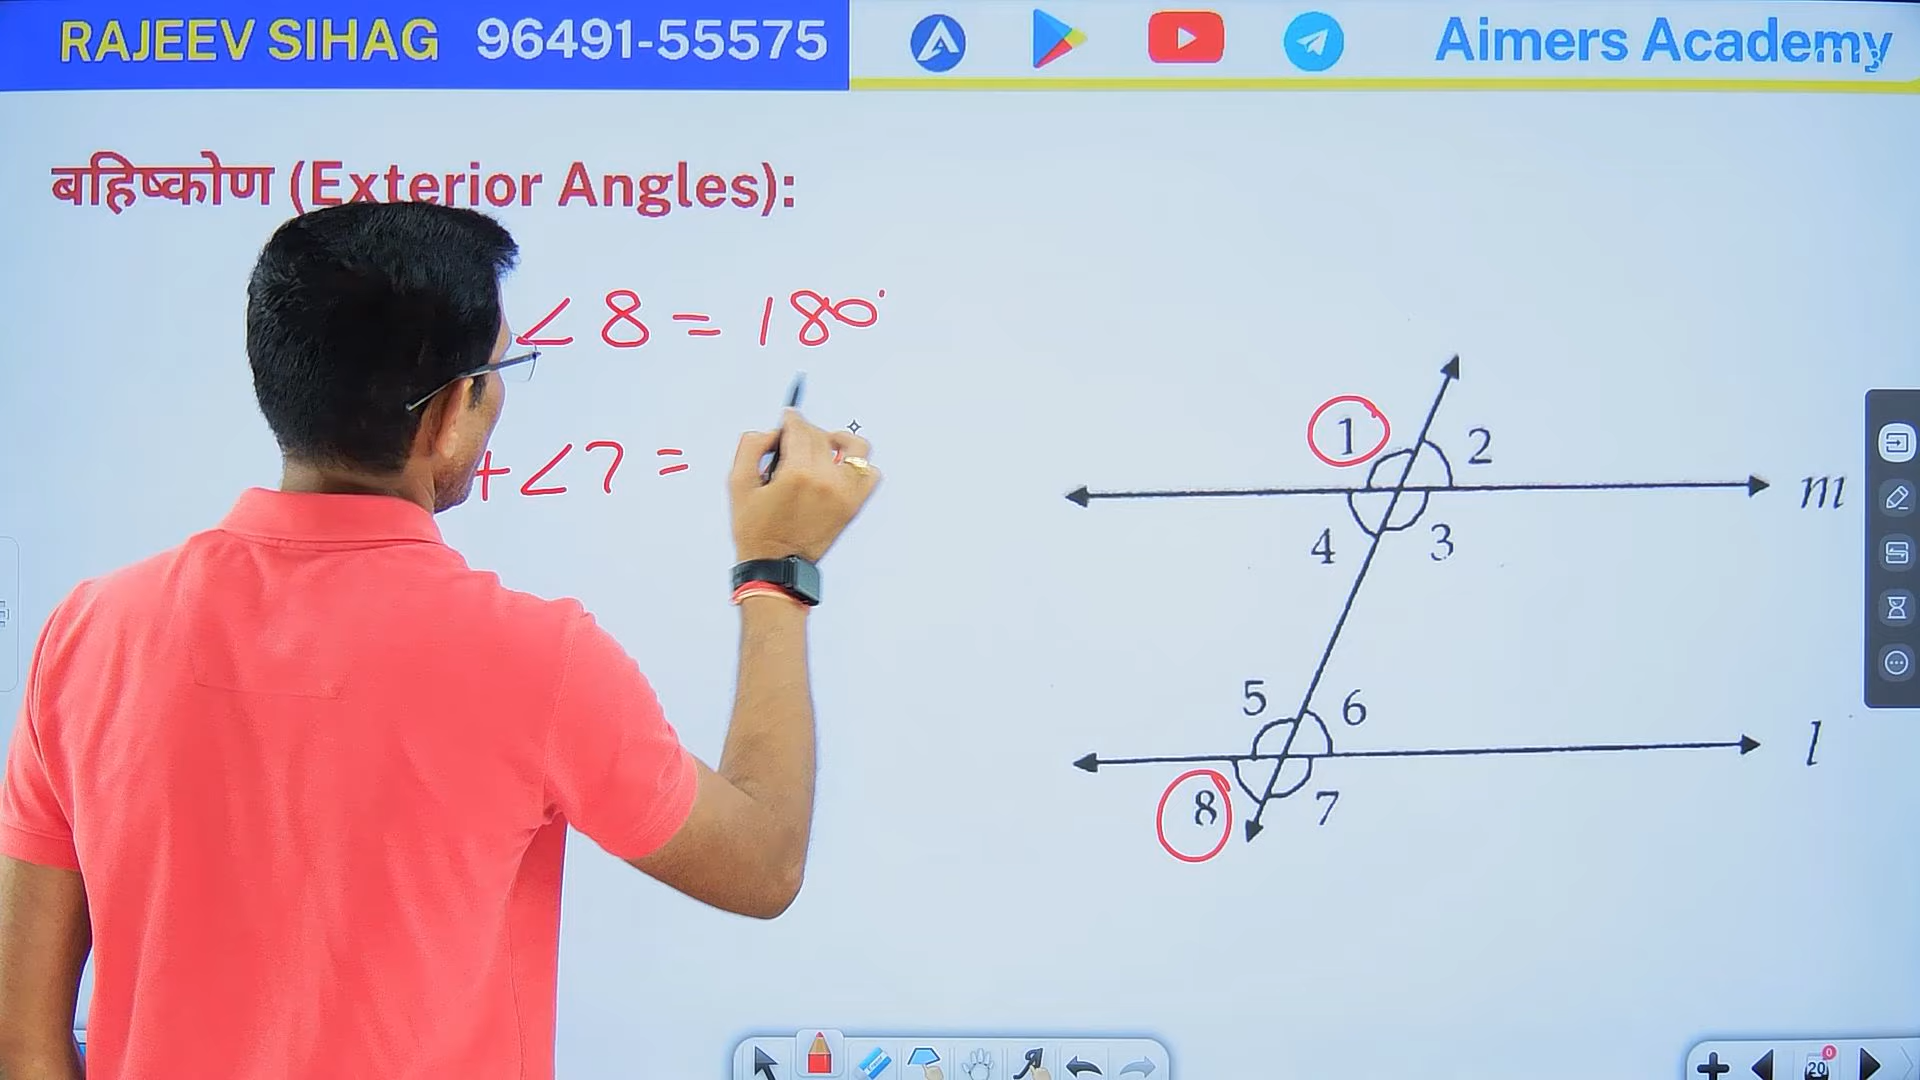 RAJEEV SIHAG 96491-55575 Aimers Academy
बहिष्कोण (Exterior Angles):
∠8 = 180°
+∠7 =
1 2
m
4 3
5 6
l
8 7
20